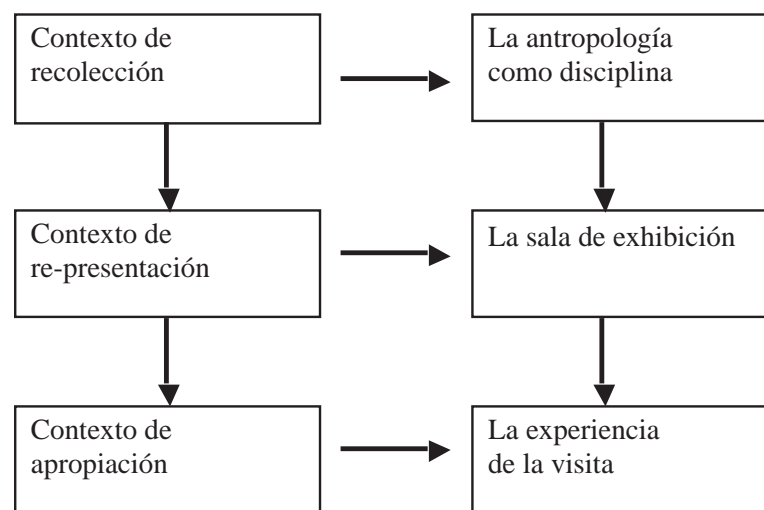 Contexto de
recolección
La antropología
como disciplina
Contexto de
re-presentación
La sala de exhibición
Contexto de
apropiación
La experiencia
de la visita